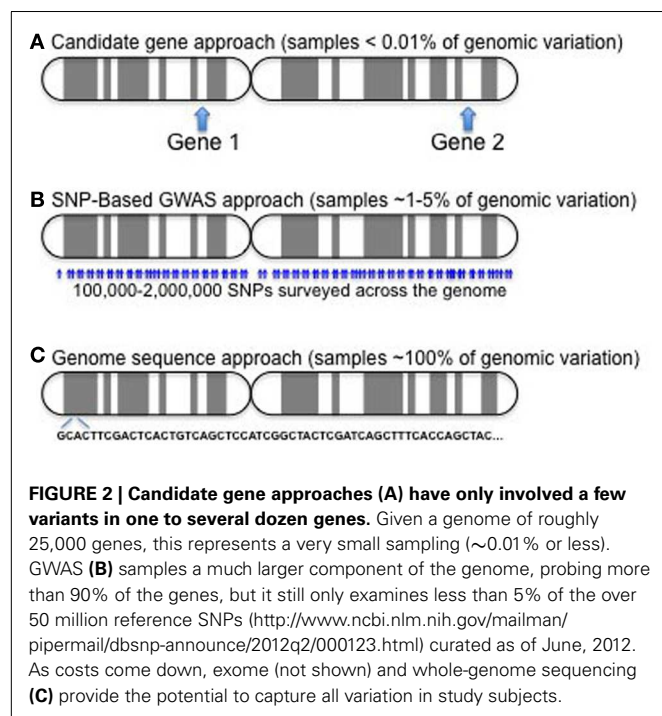 A Candidate gene approach (samples < 0.01% of genomic variation)
Gene 1 Gene 2
B SNP-Based GWAS approach (samples ~1-5% of genomic variation)
100,000-2,000,000 SNPs surveyed across the genome
C Genome sequence approach (samples ~100% of genomic variation)
GCACTTCGACTCACTGTCAGCTCCATCGGCTACTCGATCAGCTTTCACCAGCTAC...
FIGURE 2 | Candidate gene approaches (A) have only involved a few
variants in one to several dozen genes. Given a genome of roughly
25,000 genes, this represents a very small sampling (∼0.01% or less).
GWAS (B) samples a much larger component of the genome, probing more
than 90% of the genes, but it still only examines less than 5% of the over
50 million reference SNPs (http://www.ncbi.nlm.nih.gov/mailman/
pipermail/dbsnp-announce/2012q2/000123.html) curated as of June, 2012.
As costs come down, exome (not shown) and whole-genome sequencing
(C) provide the potential to capture all variation in study subjects.